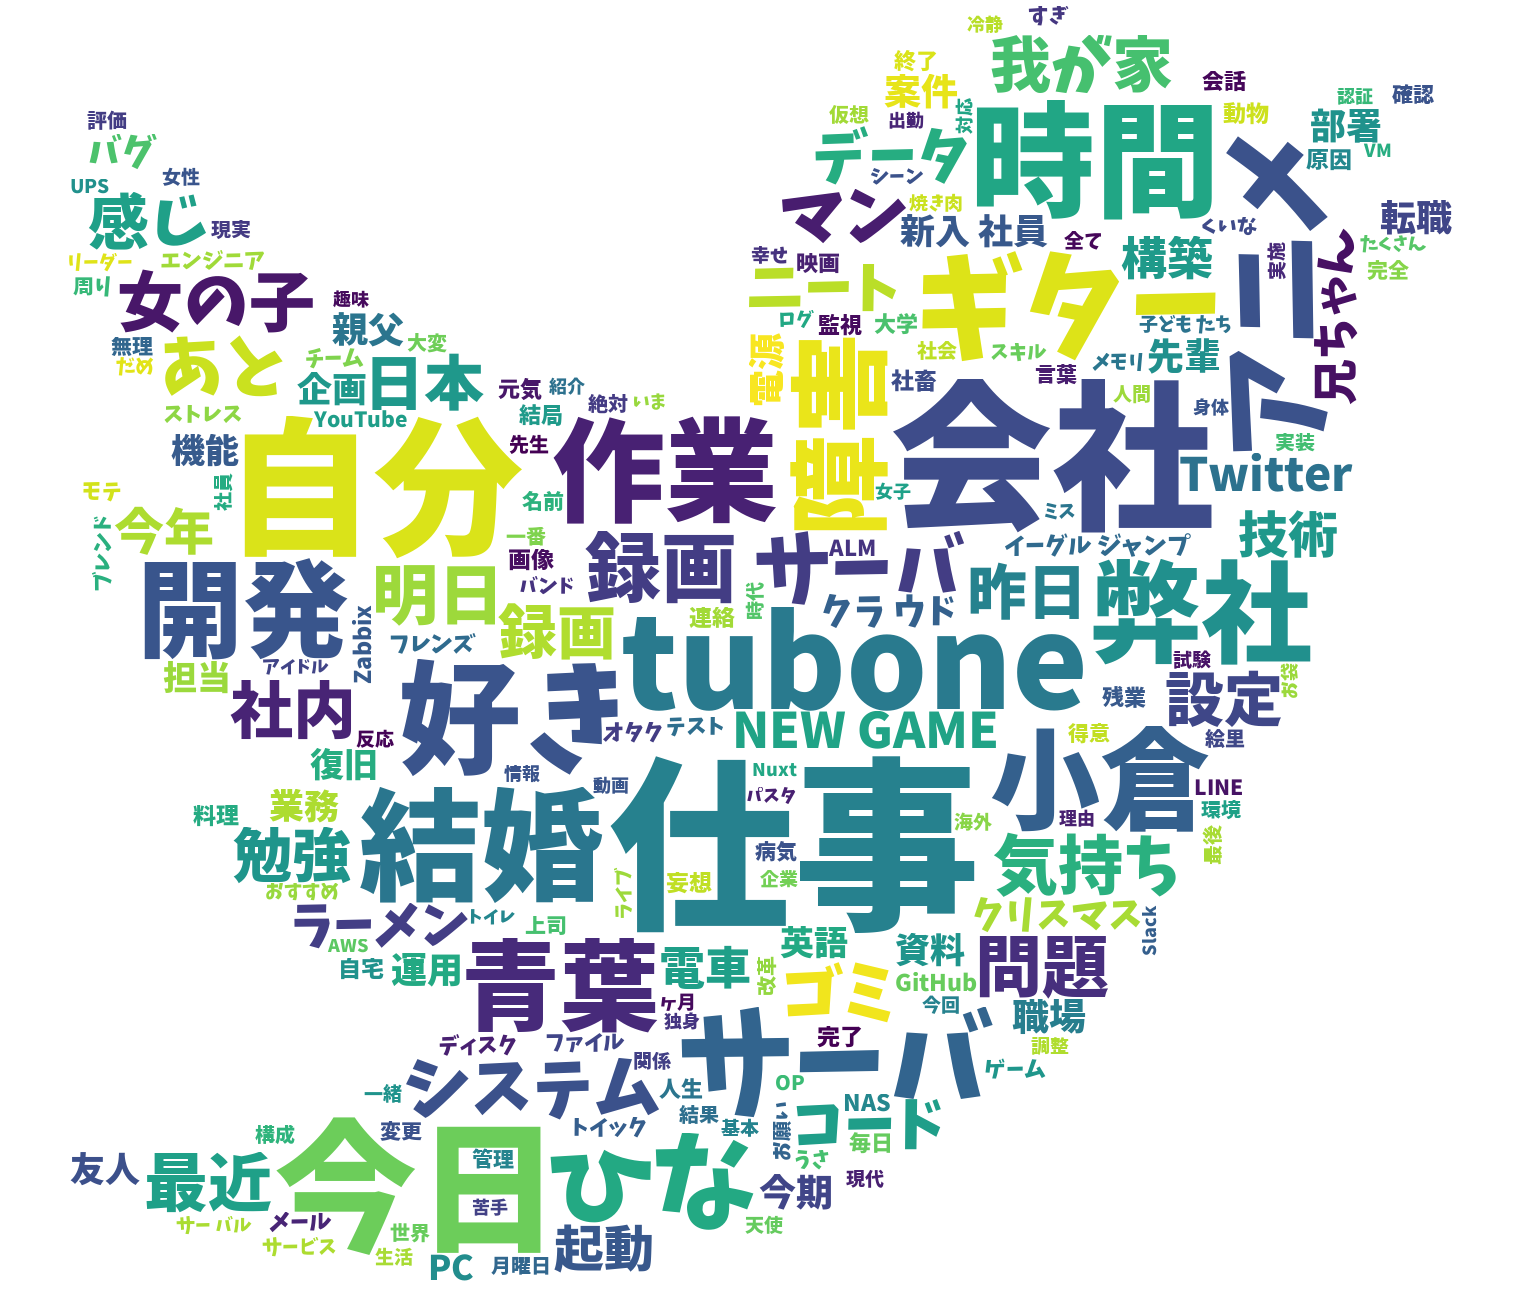 すぎ
冷静
我が家
終了
案件
会話
認証
確認
仮想
出勤
対応
動物
部署
評価
バグ
データ
時間
メ
原因
VM
シーン
UPS
女性
感じ
現実
マン
焼き肉
新入
社員
転職
くいな
全て
構築
たくさん
完全
実施
兄ちゃん
リーダー
エンジニア
周り
女の子
幸せ
映画
ニート
ギター
アニメ
趣味
親父
大変
ログ
監視
大学
子ども
たち
無理
だめ
あと
チーム
日本
企画
電源
障害
社会
スキル
メモリ
先輩
言葉
社畜
人間
身体
元気
紹介
結局
絶対
いま
ストレス
YouTube
機能
自分
先生
作業
会社
実装
Twitter
モテ
社員
名前
女子
ミス
今年
ブレンド
一番
画像
録画
サーバ
ALM
イーグル
ジャンプ
技術
開発
明日
バンド
時代
クラウド
昨日
弊社
Zabbix
フレンズ
録画
連絡
tubone
担当
アイドル
試験
お袋
社内
好き
残業
設定
反応
オタク
テスト
NEW GAME
得意
絵里
復旧
情報
動画
Nuxt
パスタ
小倉
LINE
料理
業務
結婚
仕事
海外
理由
環境
勉強
病気
気持ち
最後
おすすめ
ライブ
妄想
企業
ラーメン
トイレ
上司
クリスマス
Slack
AWS
自宅
運用
青葉
電車
改革
英語
資料
問題
GitHub
ゴミ
ヶ月
独身
今回
職場
ディスク
ファイル
関係
サーバ
完了
調整
ゲーム
システム
人生
OP
一緒
結果
コード
NAS
変更
トイック
基本
お願い
毎日
構成
友人
最近
今日
管理
ひな
うさ
今期
現代
苦手
サーバル
メール
天使
世界
サービス
生活
PC
月曜日
起動